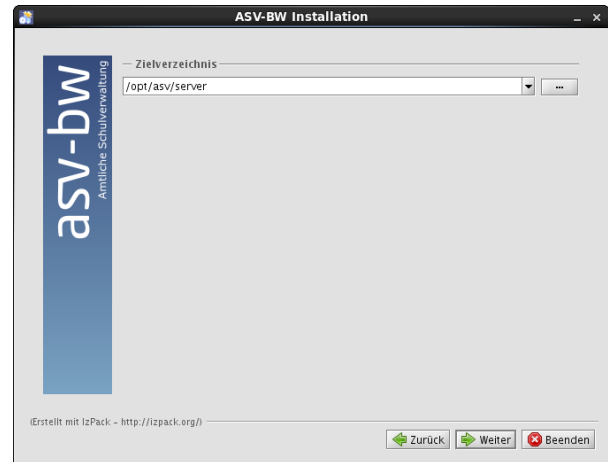 ASV-BW Installation
asv-bw
Amtliche Schulverwaltung
Zielverzeichnis
/opt/asv/server
...
(Erstellt mit IzPack - http://izpack.org/)
Zurück
Weiter
Beenden